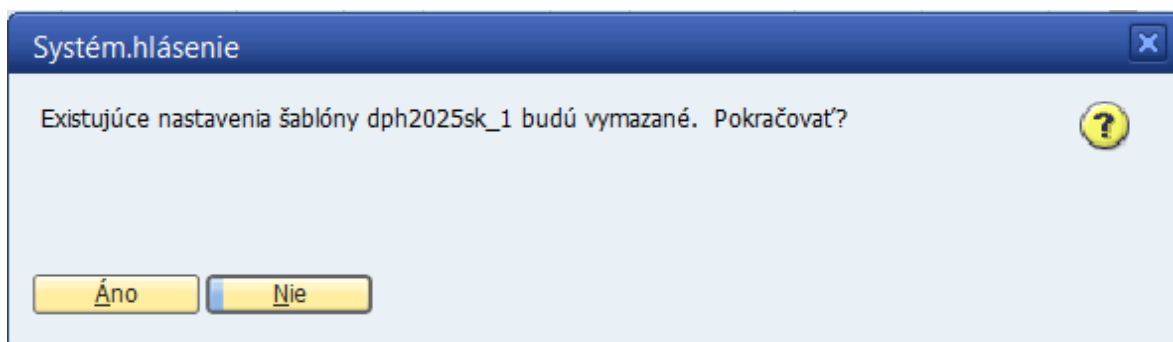 Systém.hlásenie
Existujúce nastavenia šablóny dph2025sk_1 budú vymazané.  Pokračovať?
?
Áno
Nie